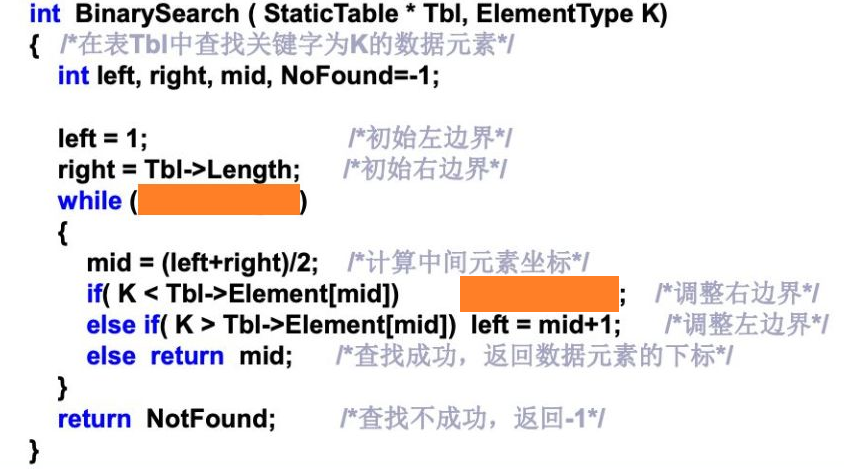 int BinarySearch ( StaticTable * Tbl, ElementType K)
{ /*在表Tbl中查找关键字为K的数据元素*/
int left, right, mid, NoFound=-1;
left = 1; /*初始左边界*/
right = Tbl->Length; /*初始右边界*/
while ( )
{
mid = (left+right)/2; /*计算中间元素坐标*/
if( K < Tbl->Element[mid]) ; /*调整右边界*/
else if( K > Tbl->Element[mid]) left = mid+1; /*调整左边界*/
else return mid; /*查找成功，返回数据元素的下标*/
}
return NotFound; /*查找不成功，返回-1*/
}